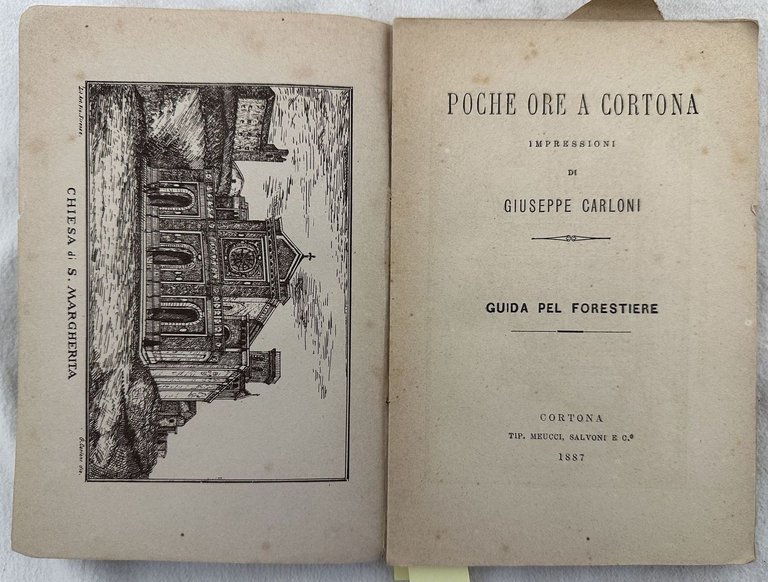 CHIESA di S. MARGHERITA
POCHE ORE A CORTONA
IMPRESSIONI
DI
GIUSEPPE CARLONI
GUIDA PEL FORESTIERE
CORTONA
TIP. MEUCCI, SALVONI E C.º
1887